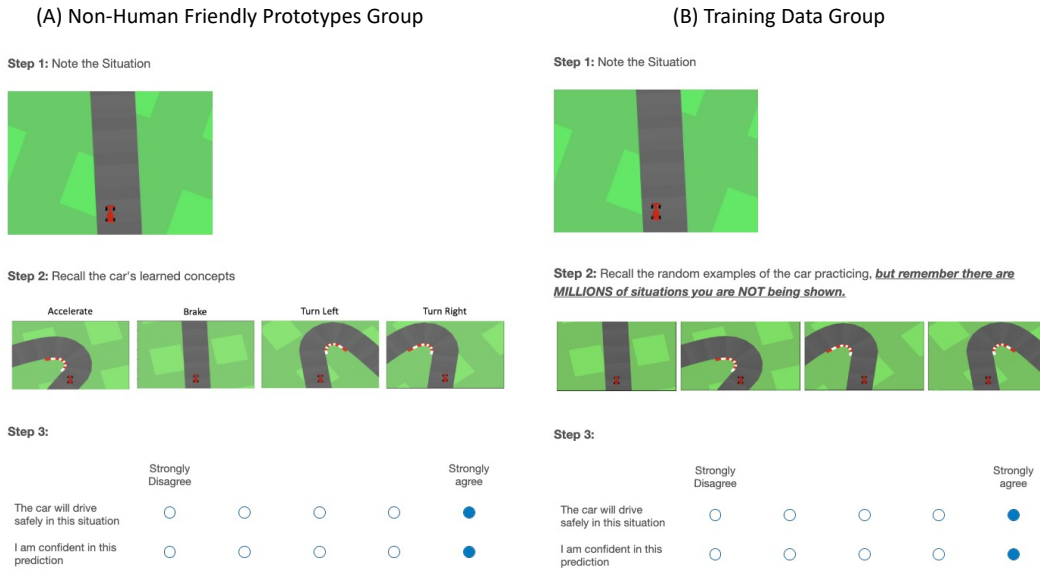 (A) Non-Human Friendly Prototypes Group
Step 1: Note the Situation
Step 2: Recall the car's learned concepts
Accelerate
Brake
Turn Left
Turn Right
Step 3:
Strongly
Disagree
Strongly
agree
The car will drive
safely in this situation
I am confident in this
prediction
(B) Training Data Group
Step 1: Note the Situation
Step 2: Recall the random examples of the car practicing, but remember there are
MILLIONS of situations you are NOT being shown.
Step 3:
Strongly
Disagree
Strongly
agree
The car will drive
safely in this situation
I am confident in this
prediction